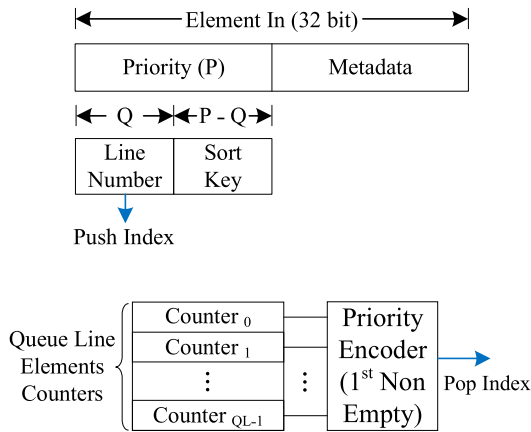 Element In (32 bit)
Priority (P)
Metadata
Q
P - Q
Line
Number
Sort
Key
Push Index
Queue Line
Elements
Counters
Counter 0
Counter 1
⋮
⋮
Counter QL-1
Priority
Encoder
(1st Non
Empty)
Pop Index